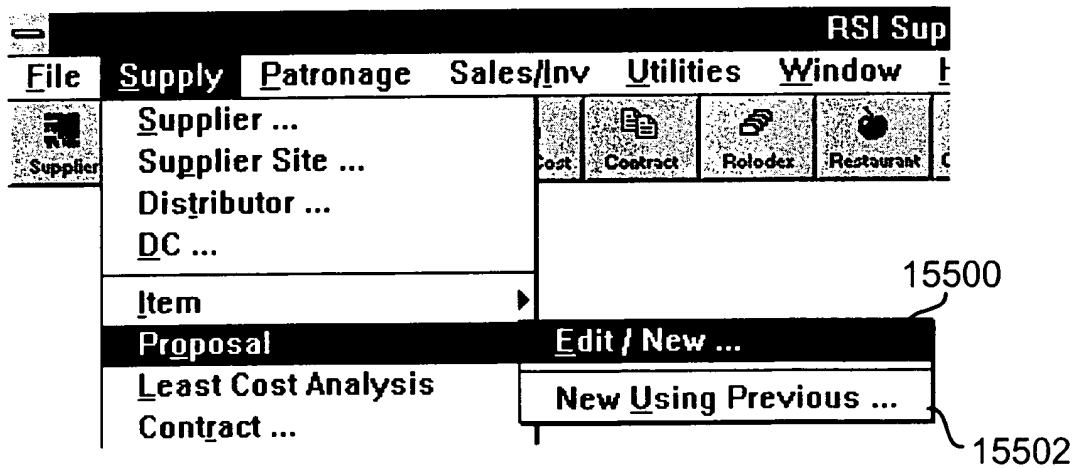 RSI Sup
File Supply Patronage Sales/Inv Utilities Window H
Supplier Cost Contract Rolodex Restaurant
Supplier ...
Supplier Site ...
Distributor ...
DC ...
Item
Proposal
Least Cost Analysis
Contract ...
Edit / New ...
New Using Previous ...
15500
15502